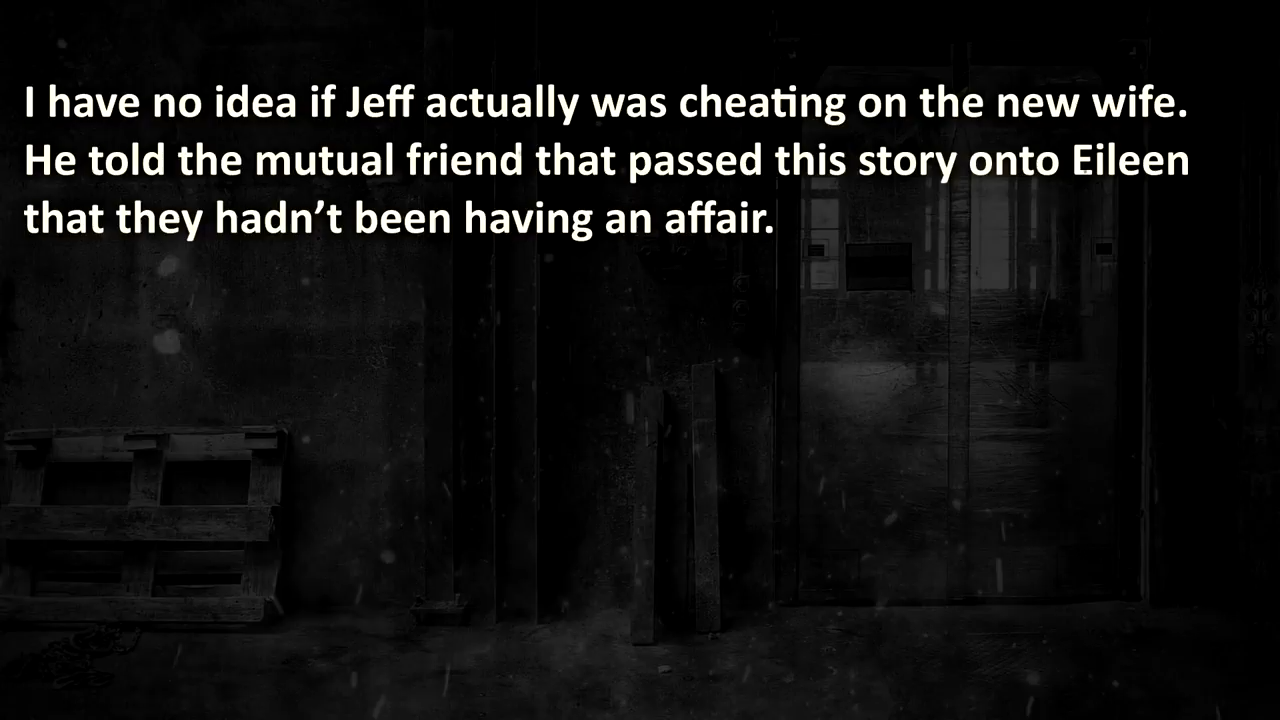 I have no idea if Jeff actually was cheating on the new wife.
He told the mutual friend that passed this story onto Eileen
that they hadn’t been having an affair.